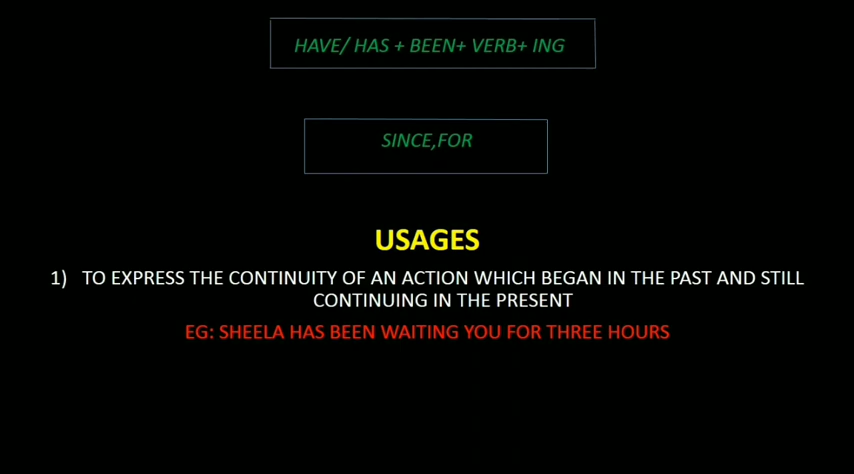 HAVE/ HAS + BEEN+ VERB+ ING
SINCE,FOR
USAGES
1) TO EXPRESS THE CONTINUITY OF AN ACTION WHICH BEGAN IN THE PAST AND STILL
CONTINUING IN THE PRESENT
EG: SHEELA HAS BEEN WAITING YOU FOR THREE HOURS